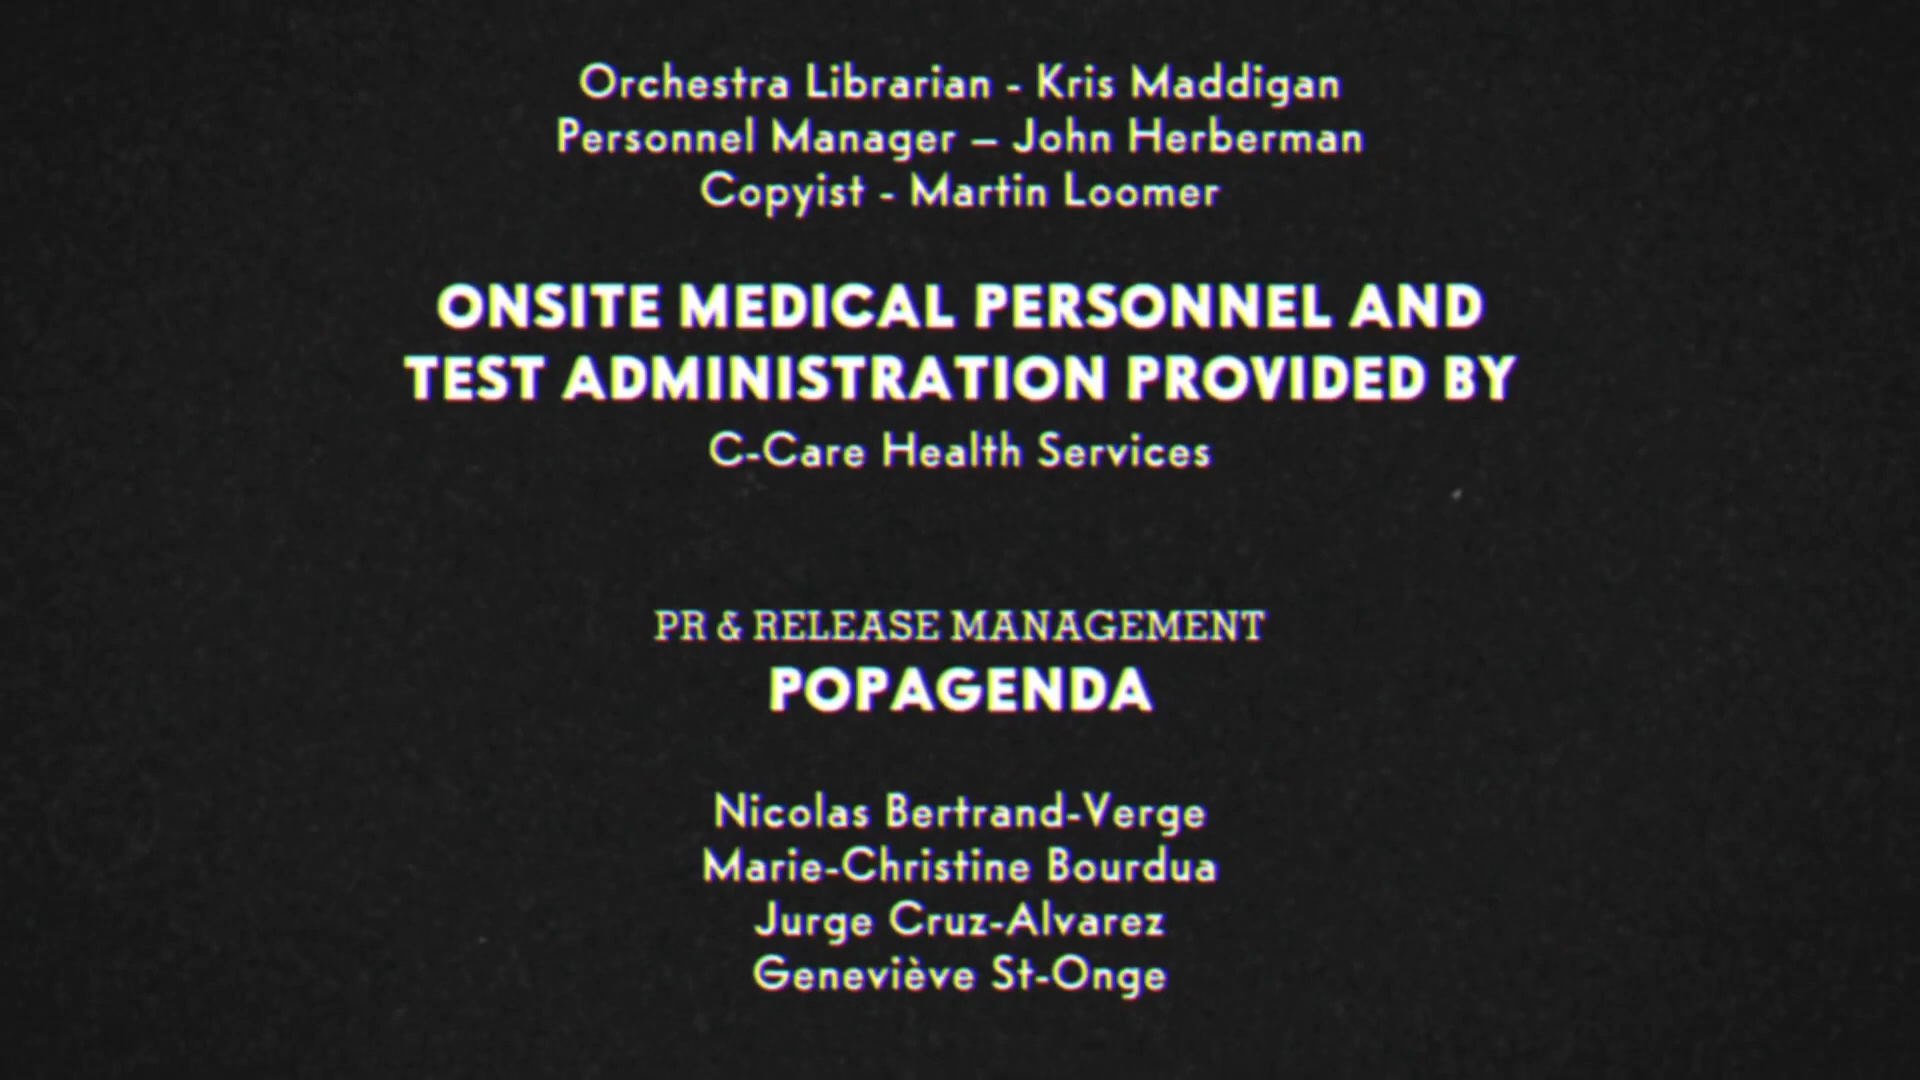 Orchestra Librarian - Kris Maddigan
Personnel Manager – John Herberman
Copyist - Martin Loomer
ONSITE MEDICAL PERSONNEL AND
TEST ADMINISTRATION PROVIDED BY
C-Care Health Services
PR & RELEASE MANAGEMENT
POPAGENDA
Nicolas Bertrand-Verge
Marie-Christine Bourdua
Jurge Cruz-Alvarez
Geneviève St-Onge